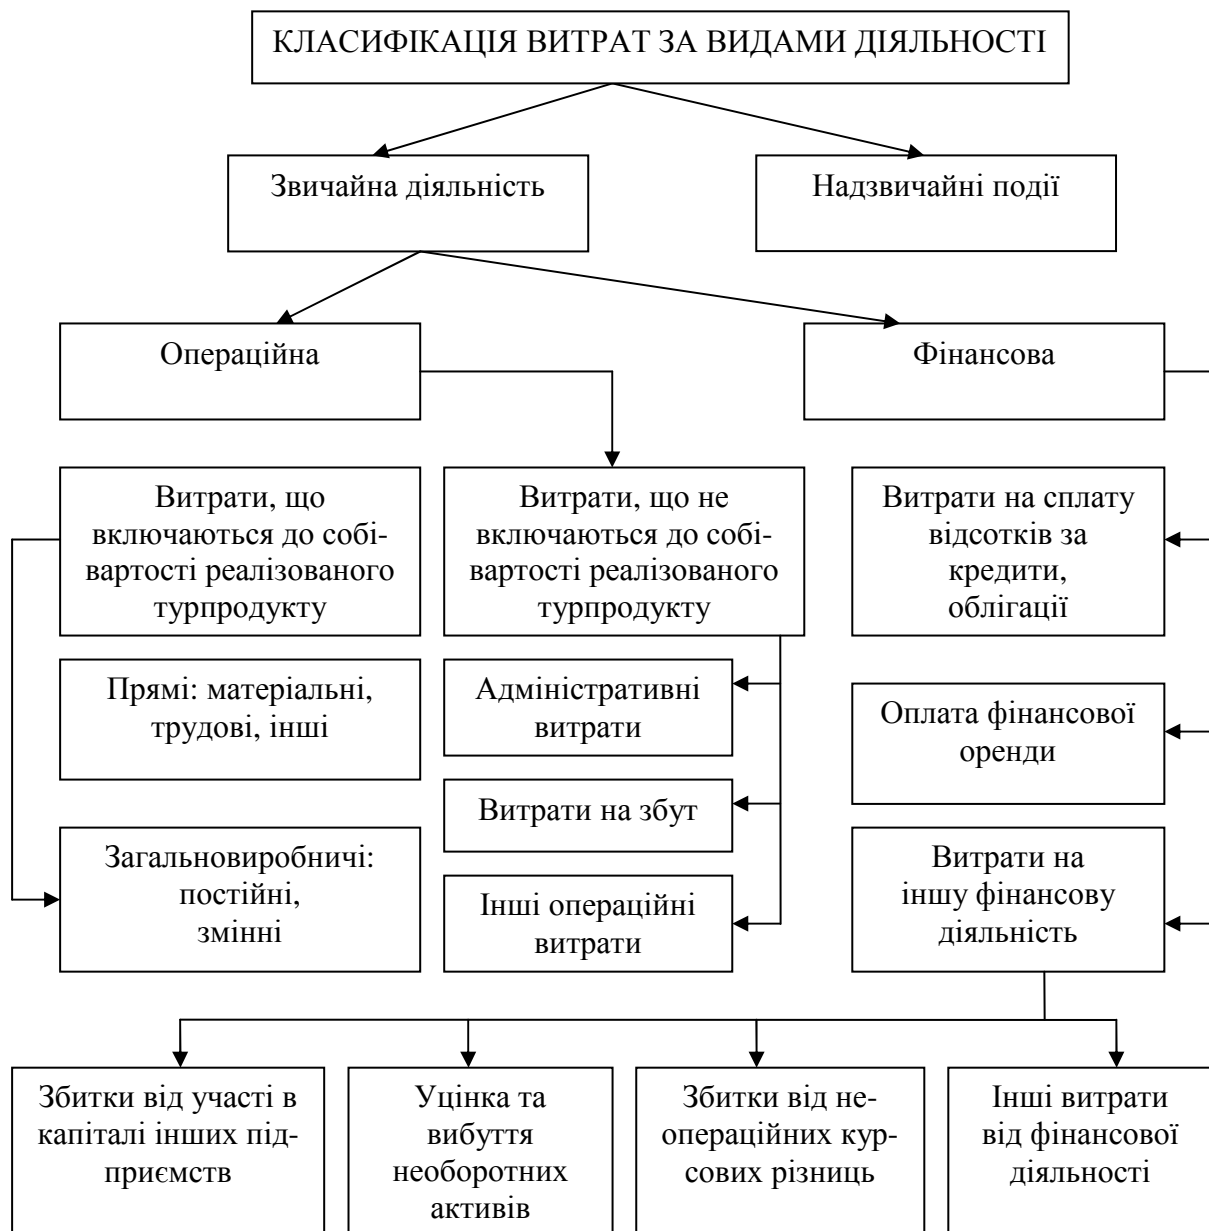 КЛАСИФІКАЦІЯ ВИТРАТ ЗА ВИДАМИ ДІЯЛЬНОСТІ
Звичайна діяльність
Надзвичайні події
Операційна
Фінансова
Витрати, що
включаються до собі-
вартості реалізованого
турпродукту
Витрати, що не
включаються до собі-
вартості реалізованого
турпродукту
Витрати на сплату
відсотків за
кредити,
облігації
Прямі: матеріальні,
трудові, інші
Адміністративні
витрати
Оплата фінансової
оренди
Витрати на збут
Загальновиробничі:
постійні,
змінні
Інші операційні
витрати
Витрати на
іншу фінансову
діяльність
Збитки від участі в
капіталі інших під-
приємств
Уцінка та
вибуття
необоротних
активів
Збитки від не-
операційних кур-
сових різниць
Інші витрати
від фінансової
діяльності